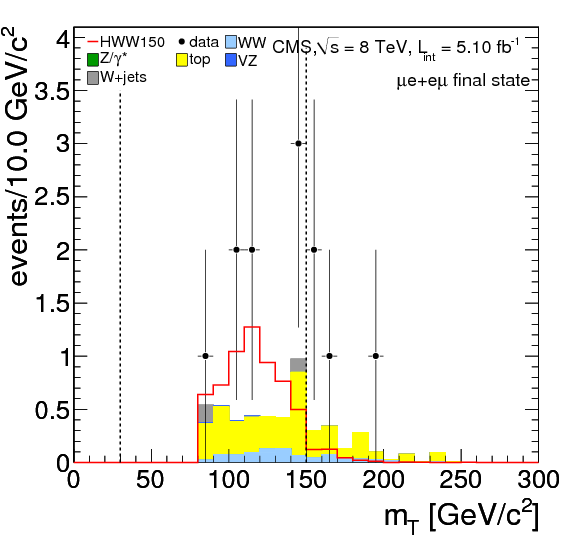 HWW150 data WW CMS,√s = 8 TeV, L_int = 5.10 fb⁻¹
Z/γ* top VZ
W+jets μe+eμ final state
events/10.0 GeV/c²
4
3.5
3
2.5
2
1.5
1
0.5
0
0 50 100 150 200 250 300
m_T [GeV/c²]